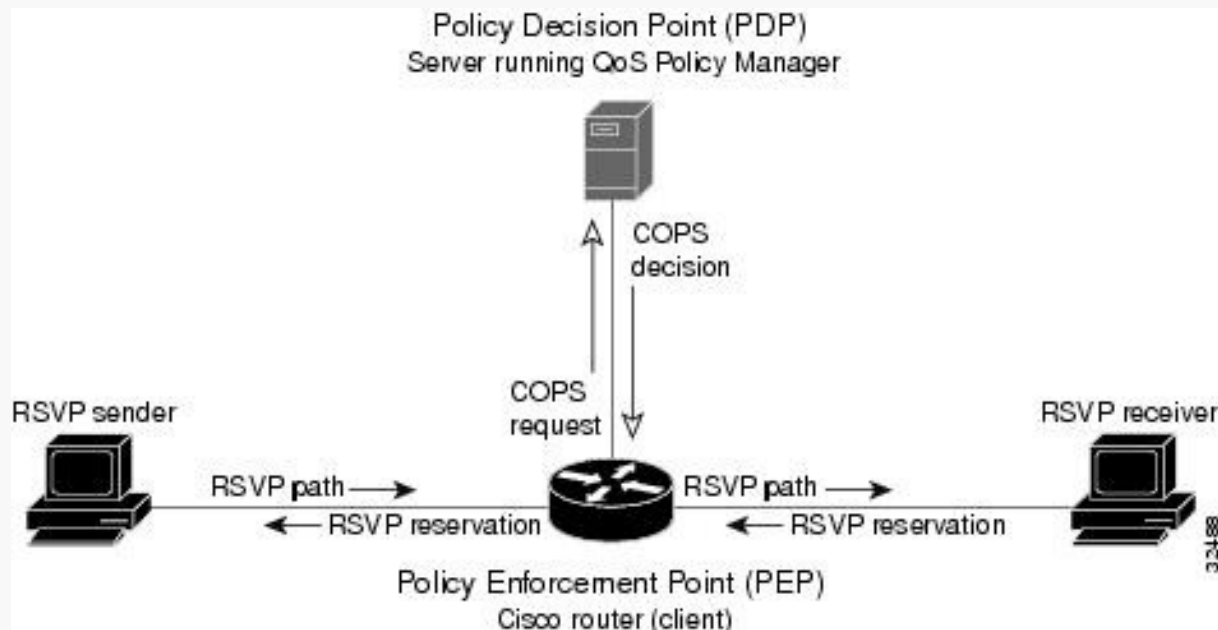 Policy Decision Point (PDP)
Server running QoS Policy Manager
COPS
decision
COPS
request
RSVP sender
RSVP receiver
RSVP path
RSVP path
RSVP reservation
RSVP reservation
Policy Enforcement Point (PEP)
Cisco router (client)
32488